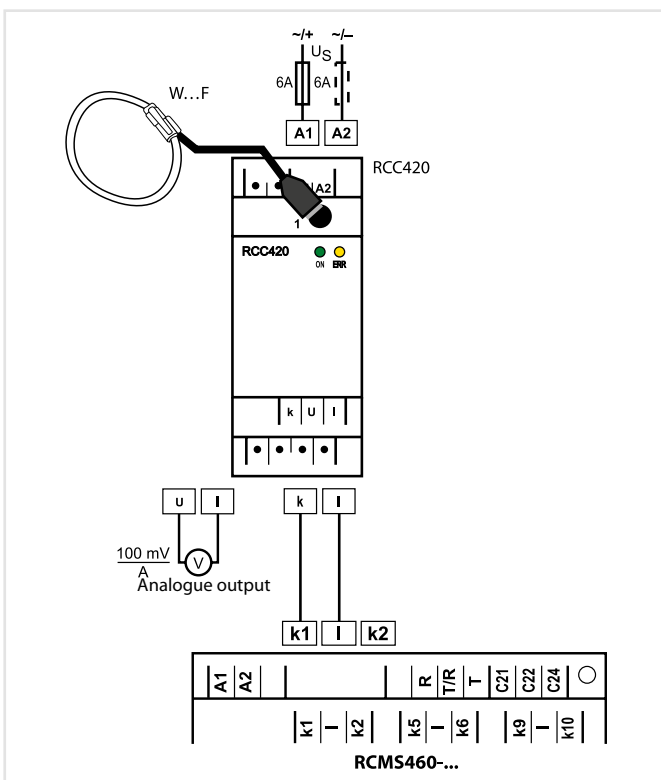 ~/+ ~/–
US
6A 6A
W…F
A1 A2
RCC420
A2
1
RCC420
ON ERR
k U l
U l k l
100 mV
A
V
Analogue output
k1 l k2
A1 A2 R T/R T C21 C22 C24
k1 l k2 k5 l k6 k9 l k10
RCMS460-...